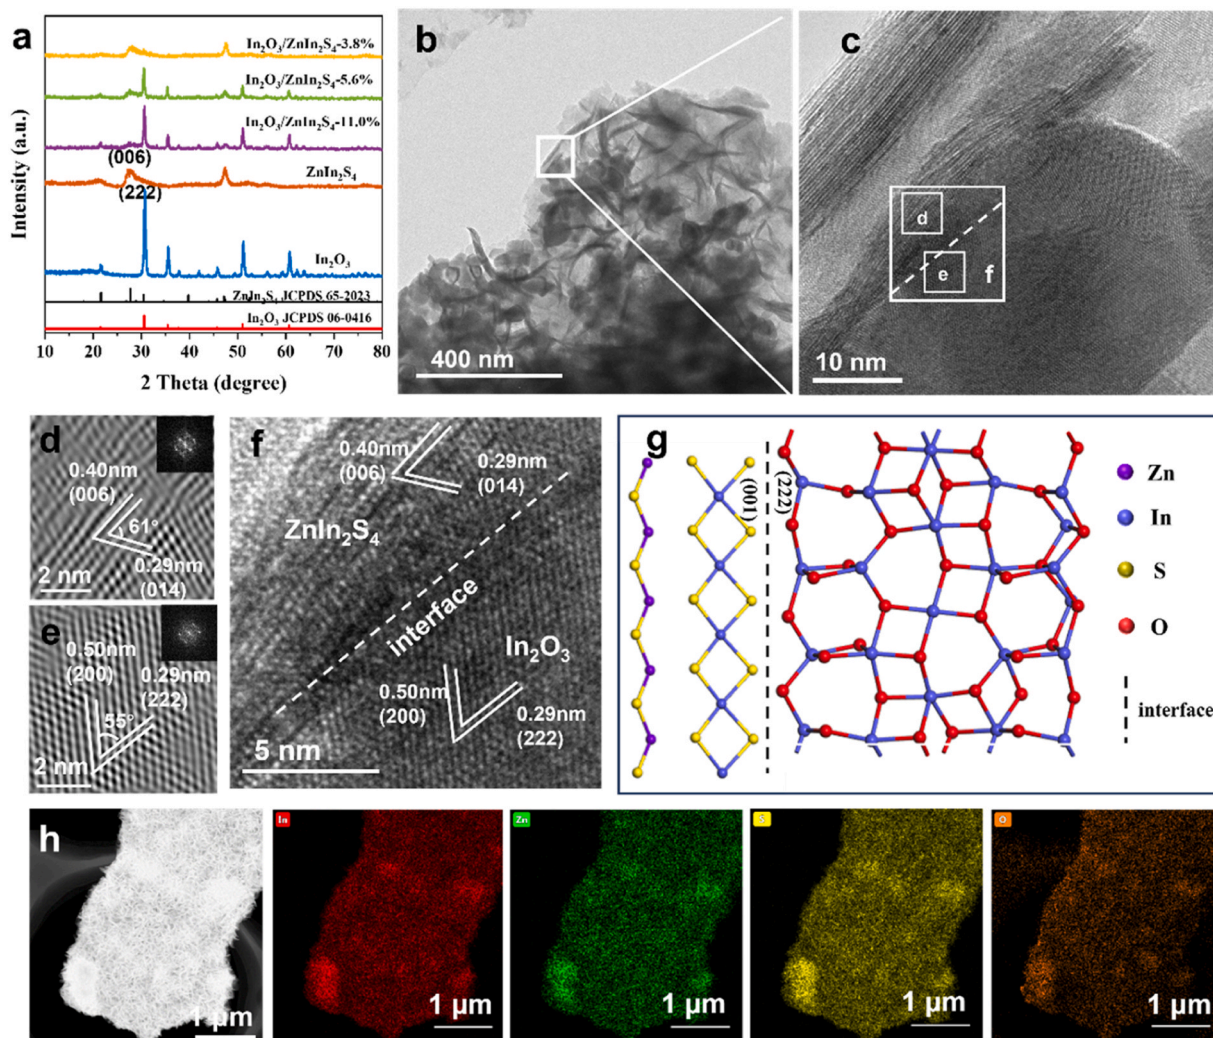 a
In₂O₃/ZnIn₂S₄-3.8%
In₂O₃/ZnIn₂S₄-5.6%
In₂O₃/ZnIn₂S₄-11.0%
(006)
ZnIn₂S₄
(222)
In₂O₃
ZnIn₂S₄ JCPDS 65-2023
In₂O₃ JCPDS 06-0416
10 20 30 40 50 60 70 80
2 Theta (degree)
Intensity (a.u.)
b
400 nm
c
d
e
f
10 nm
d
0.40nm
(006)
61°
0.29nm
(014)
2 nm
e
0.50nm
(200)
0.29nm
(222)
55°
2 nm
f
0.40nm
(006)
0.29nm
(014)
ZnIn₂S₄
interface
In₂O₃
0.50nm
(200)
0.29nm
(222)
5 nm
g
(001)
(222)
Zn
In
S
O
interface
h
1 µm
In
1 µm
Zn
1 µm
S
1 µm
O
1 µm